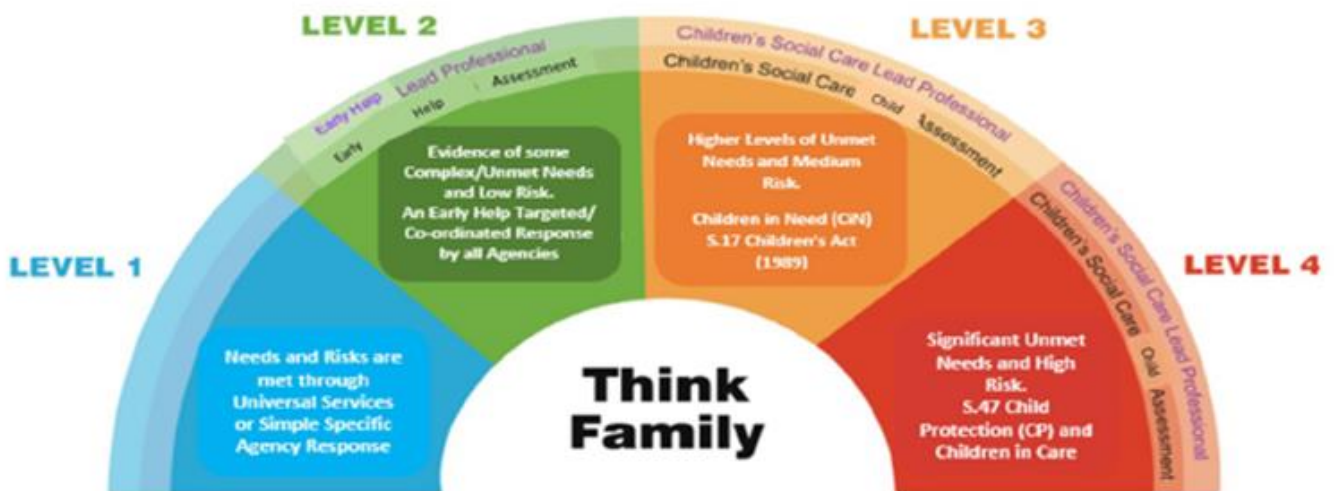 LEVEL 1
Needs and Risks are
met through
Universal Services
or Simple Specific
Agency Response
LEVEL 2
Early Help Lead Professional
Early Help Assessment
Evidence of some
Complex/Unmet Needs
and Low Risk.
An Early Help Targeted/
Co-ordinated Response
by all Agencies
LEVEL 3
Children's Social Care Lead Professional
Children's Social Care Child Assessment
Higher Levels of Unmet
Needs and Medium
Risk.
Children in Need (CiN)
S.17 Children's Act
(1989)
LEVEL 4
Children's Social Care Lead Professional
Children's Social Care Child Assessment
Significant Unmet
Needs and High
Risk.
S.47 Child
Protection (CP) and
Children in Care
Think
Family